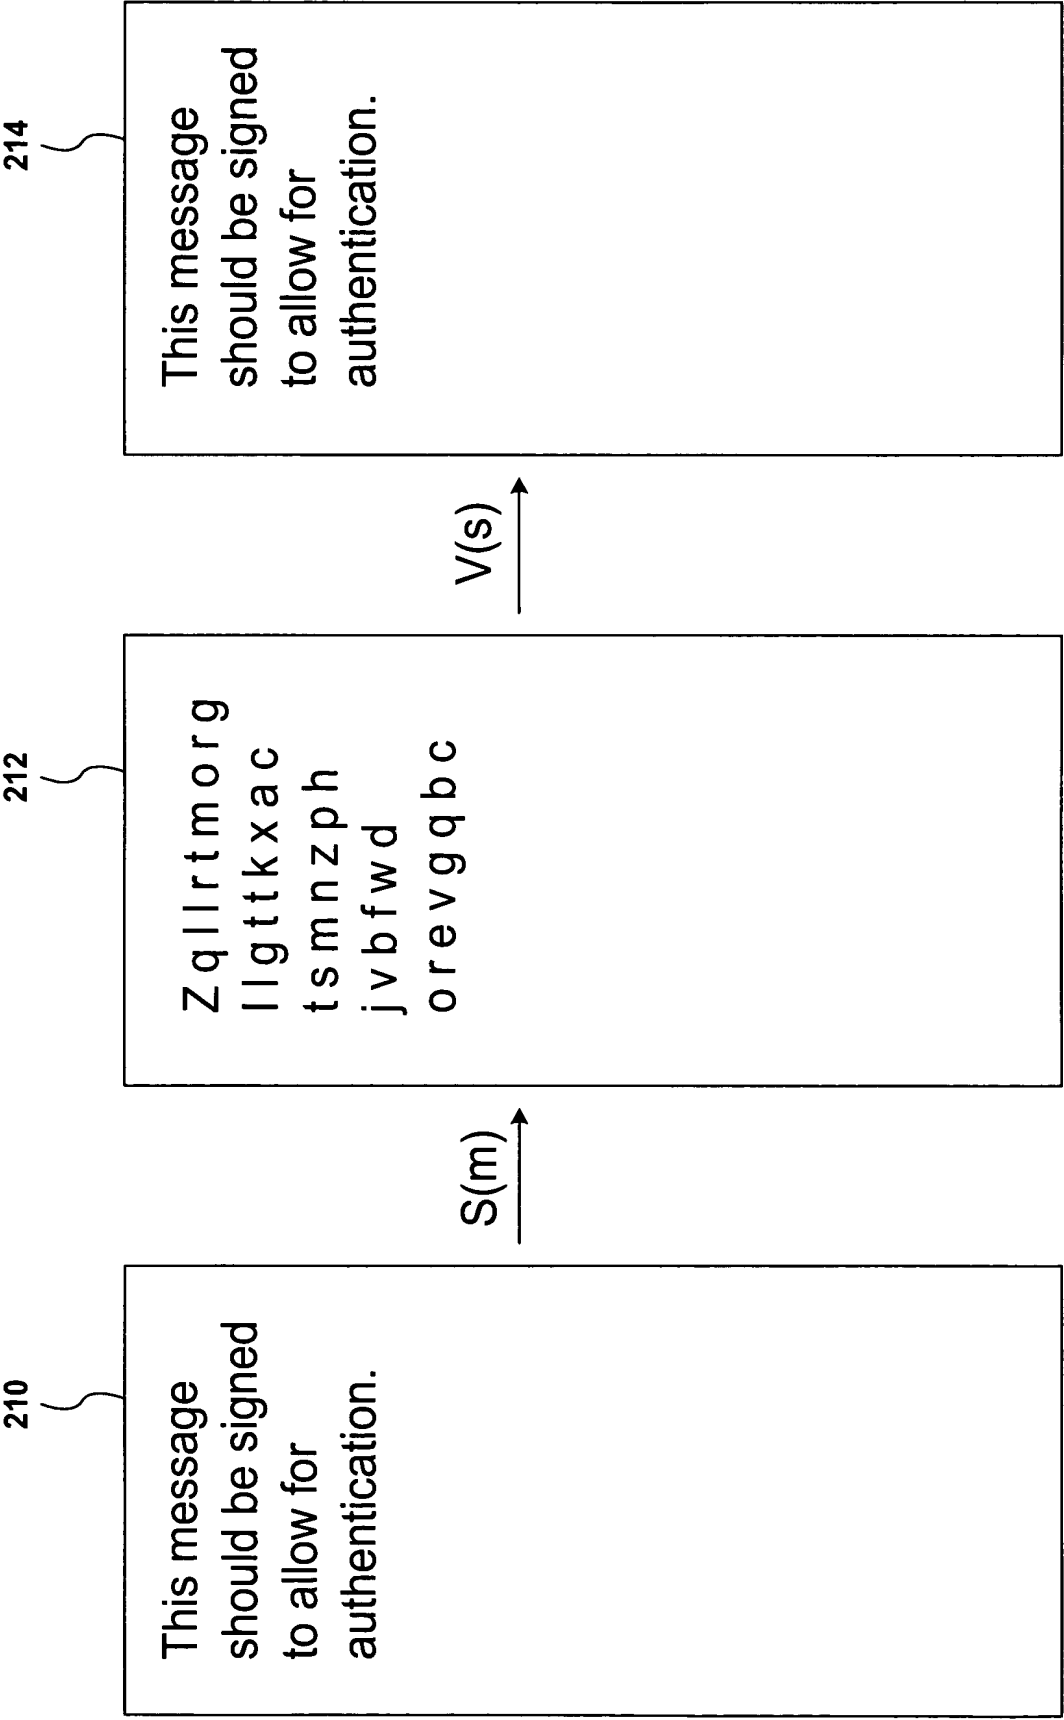 210
This message
should be signed
to allow for
authentication.
S(m)
212
Z q l l r t m o r g
l l g t t k x a c
t s m n z p h
j v b f w d
o r e v g q b c
V(s)
214
This message
should be signed
to allow for
authentication.